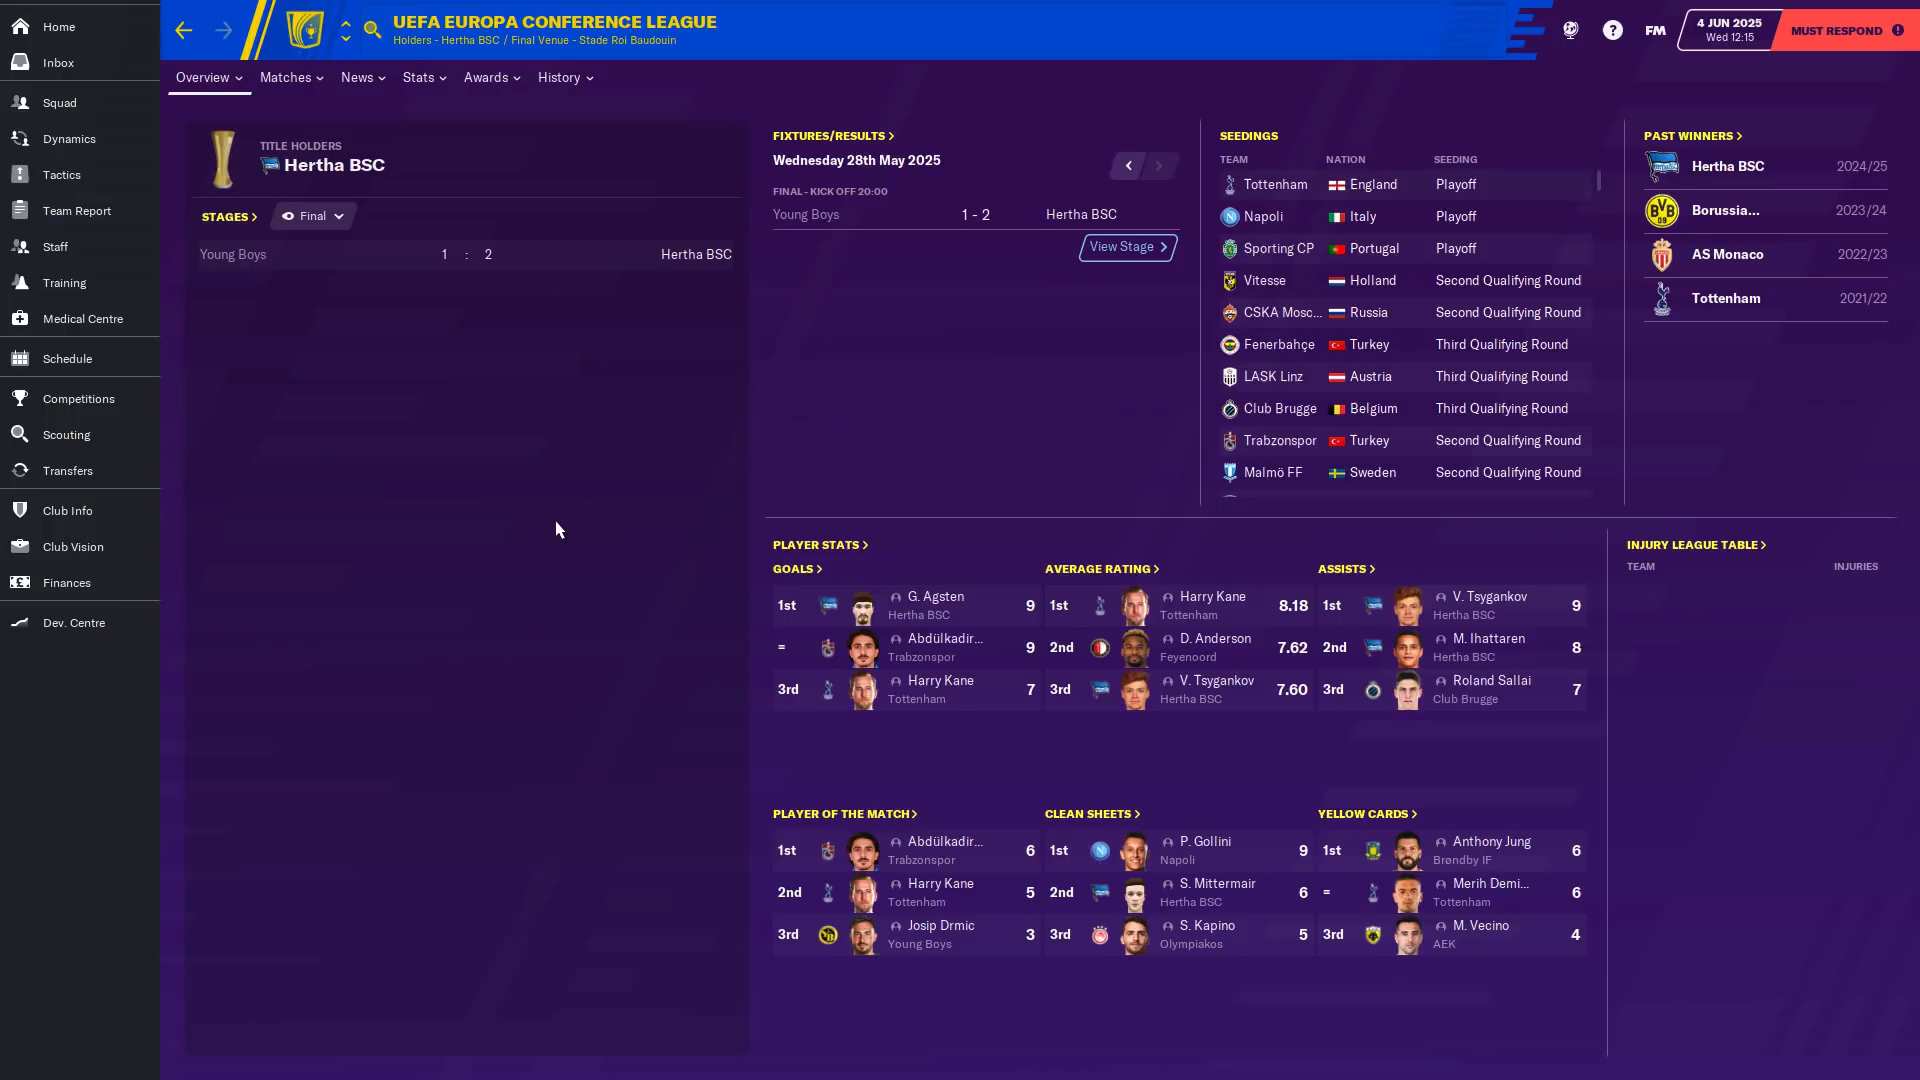 Home
Inbox
Squad
Dynamics
Tactics
Team Report
Staff
Training
Medical Centre
Schedule
Competitions
Scouting
Transfers
Club Info
Club Vision
Finances
Dev. Centre
UEFA EUROPA CONFERENCE LEAGUE
Holders - Hertha BSC / Final Venue - Stade Roi Baudouin
?
FM
4 JUN 2025
Wed 12:15
MUST RESPOND
Overview
Matches
News
Stats
Awards
History
TITLE HOLDERS
Hertha BSC
STAGES
Final
Young Boys 1 : 2 Hertha BSC
FIXTURES/RESULTS
Wednesday 28th May 2025
FINAL - KICK OFF 20:00
Young Boys 1 - 2 Hertha BSC
View Stage
SEEDINGS
TEAM NATION SEEDING
Tottenham England Playoff
Napoli Italy Playoff
Sporting CP Portugal Playoff
Vitesse Holland Second Qualifying Round
CSKA Mosc... Russia Second Qualifying Round
Fenerbahçe Turkey Third Qualifying Round
LASK Linz Austria Third Qualifying Round
Club Brugge Belgium Third Qualifying Round
Trabzonspor Turkey Second Qualifying Round
Malmö FF Sweden Second Qualifying Round
PAST WINNERS
Hertha BSC 2024/25
Borussia... 2023/24
AS Monaco 2022/23
Tottenham 2021/22
PLAYER STATS
GOALS
1st G. Agsten 9
Hertha BSC
= Abdülkadir... 9
Trabzonspor
3rd Harry Kane 7
Tottenham
AVERAGE RATING
1st Harry Kane 8.18
Tottenham
2nd D. Anderson 7.62
Feyenoord
3rd V. Tsygankov 7.60
Hertha BSC
ASSISTS
1st V. Tsygankov 9
Hertha BSC
2nd M. Ihattaren 8
Hertha BSC
3rd Roland Sallai 7
Club Brugge
PLAYER OF THE MATCH
1st Abdülkadir... 6
Trabzonspor
2nd Harry Kane 5
Tottenham
3rd Josip Drmic 3
Young Boys
CLEAN SHEETS
1st P. Gollini 9
Napoli
2nd S. Mittermair 6
Hertha BSC
3rd S. Kapino 5
Olympiakos
YELLOW CARDS
1st Anthony Jung 6
Brøndby IF
= Merih Demi... 6
Tottenham
3rd M. Vecino 4
AEK
INJURY LEAGUE TABLE
TEAM INJURIES